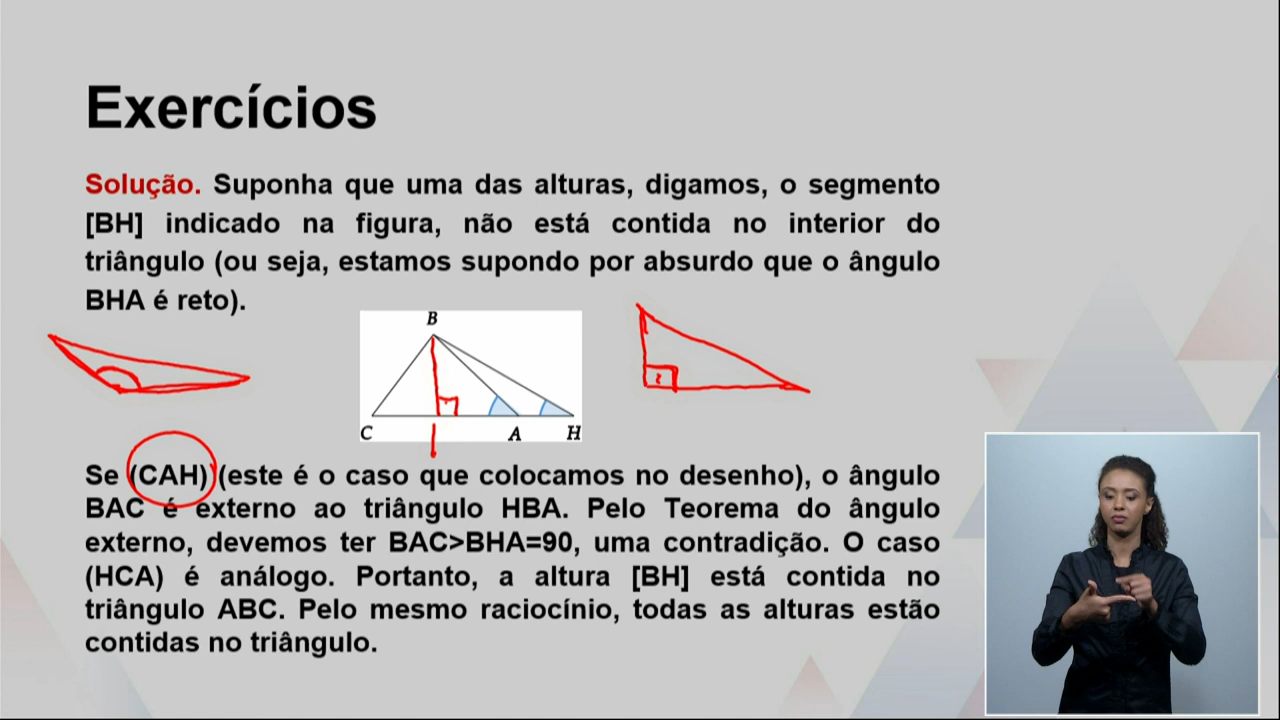 Exercícios
Solução. Suponha que uma das alturas, digamos, o segmento
[BH] indicado na figura, não está contida no interior do
triângulo (ou seja, estamos supondo por absurdo que o ângulo
BHA é reto).
B
C A H
Se (CAH) (este é o caso que colocamos no desenho), o ângulo
BAC é externo ao triângulo HBA. Pelo Teorema do ângulo
externo, devemos ter BAC>BHA=90, uma contradição. O caso
(HCA) é análogo. Portanto, a altura [BH] está contida no
triângulo ABC. Pelo mesmo raciocínio, todas as alturas estão
contidas no triângulo.